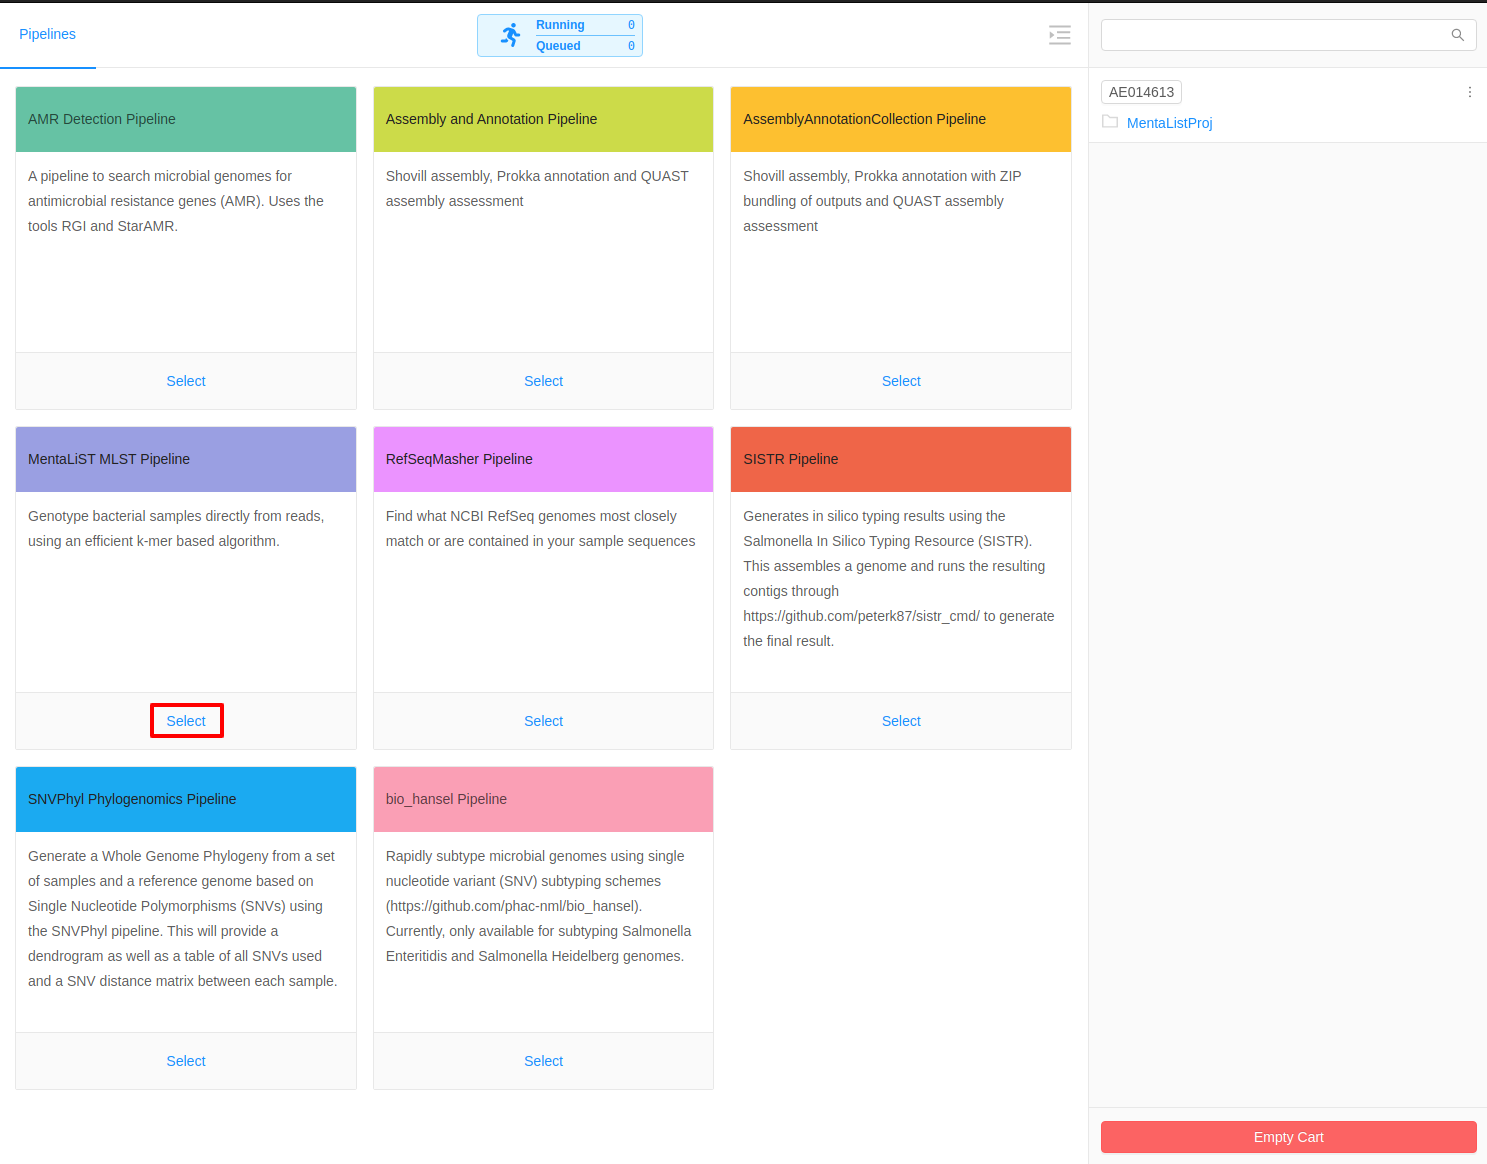 Pipelines
Running 0
Queued 0
AE014613
MentaListProj
AMR Detection Pipeline
A pipeline to search microbial genomes for
antimicrobial resistance genes (AMR). Uses the
tools RGI and StarAMR.
Select
Assembly and Annotation Pipeline
Shovill assembly, Prokka annotation and QUAST
assembly assessment
Select
AssemblyAnnotationCollection Pipeline
Shovill assembly, Prokka annotation with ZIP
bundling of outputs and QUAST assembly
assessment
Select
MentaLiST MLST Pipeline
Genotype bacterial samples directly from reads,
using an efficient k-mer based algorithm.
Select
RefSeqMasher Pipeline
Find what NCBI RefSeq genomes most closely
match or are contained in your sample sequences
Select
SISTR Pipeline
Generates in silico typing results using the
Salmonella In Silico Typing Resource (SISTR).
This assembles a genome and runs the resulting
contigs through
https://github.com/peterk87/sistr_cmd/ to generate
the final result.
Select
SNVPhyl Phylogenomics Pipeline
Generate a Whole Genome Phylogeny from a set
of samples and a reference genome based on
Single Nucleotide Polymorphisms (SNVs) using
the SNVPhyl pipeline. This will provide a
dendrogram as well as a table of all SNVs used
and a SNV distance matrix between each sample.
Select
bio_hansel Pipeline
Rapidly subtype microbial genomes using single
nucleotide variant (SNV) subtyping schemes
(https://github.com/phac-nml/bio_hansel).
Currently, only available for subtyping Salmonella
Enteritidis and Salmonella Heidelberg genomes.
Select
Empty Cart